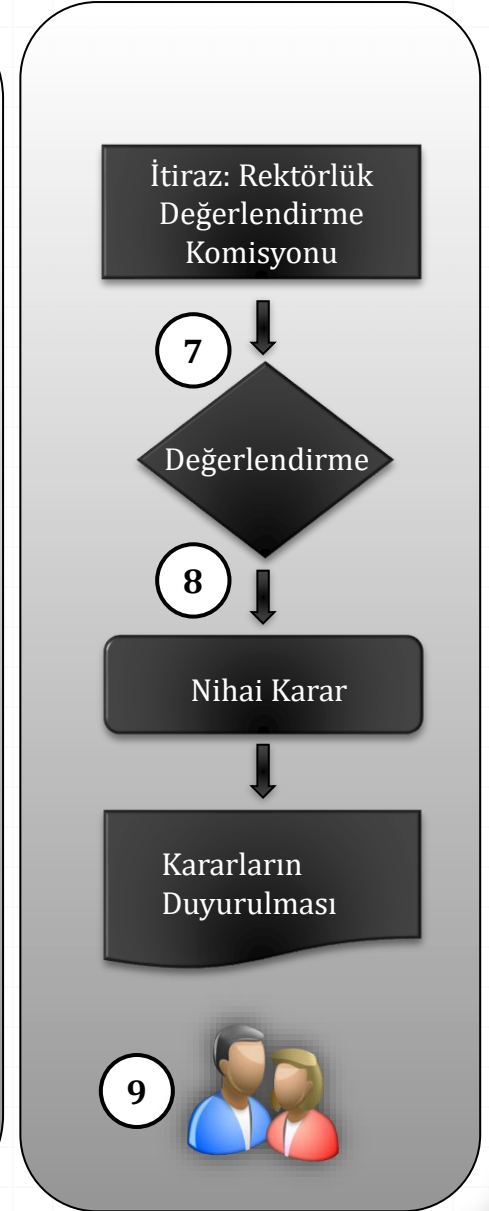 İtiraz: Rektörlük
Değerlendirme
Komisyonu
7
Değerlendirme
8
Nihai Karar
Kararların
Duyurulması
9